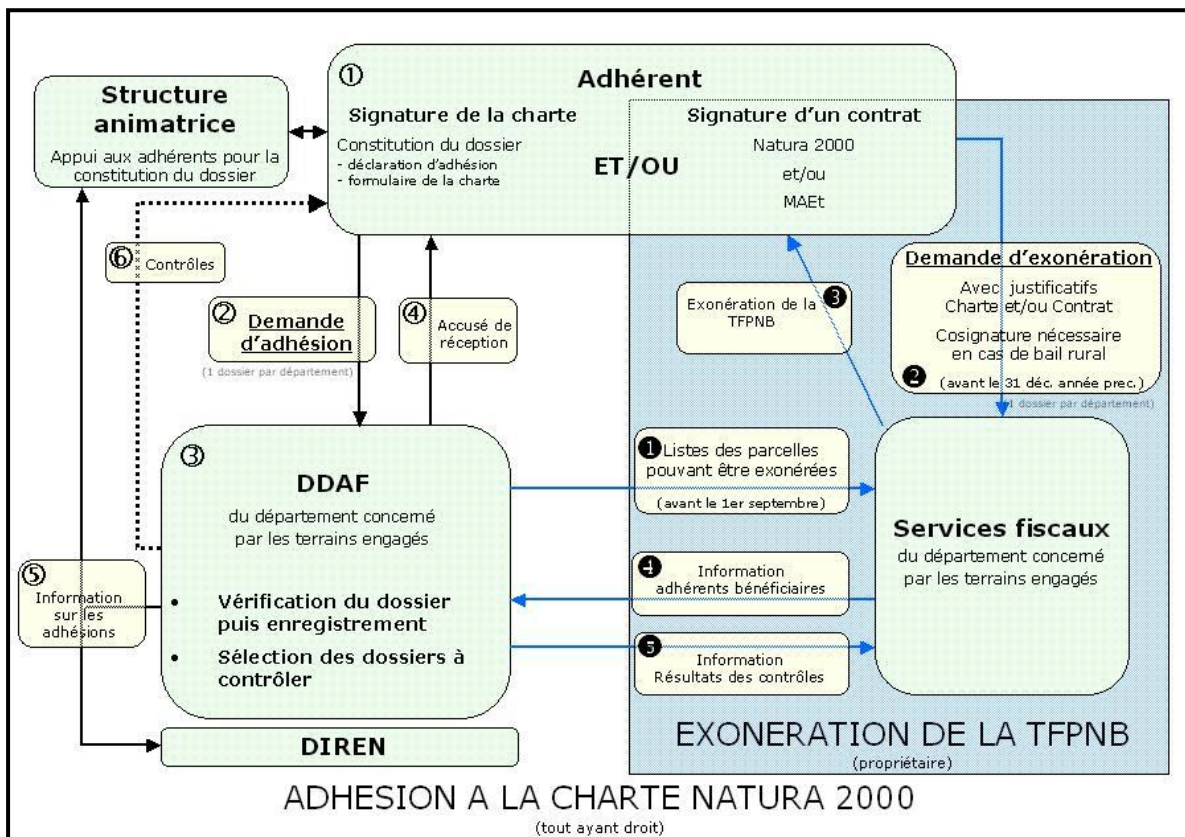 ①
Adhérent
Structure
animatrice
Appui aux adhérents pour la
constitution du dossier
Signature de la charte
Constitution du dossier
- déclaration d'adhésion
- formulaire de la charte
ET/OU
Signature d'un contrat
Natura 2000
et/ou
MAEt
⑥
Contrôles
②
Demande
d'adhésion
(1 dossier par département)
④
Accusé de
réception
Exonération de la
TFPNB
❸
Demande d'exonération
Avec justificatifs
Charte et/ou Contrat
Cosignature nécessaire
en cas de bail rural
❷
(avant le 31 déc. année prec.)
(1 dossier par département)
③
DDAF
du département concerné
par les terrains engagés
• Vérification du dossier
puis enregistrement
• Sélection des dossiers à
contrôler
❶
Listes des parcelles
pouvant être exonérées
(avant le 1er septembre)
Services fiscaux
du département concerné
par les terrains engagés
❹
Information
adhérents bénéficiaires
❺
Information
Résultats des contrôles
⑤
Information
sur les
adhésions
DIREN
EXONERATION DE LA TFPNB
(propriétaire)
ADHESION A LA CHARTE NATURA 2000
(tout ayant droit)